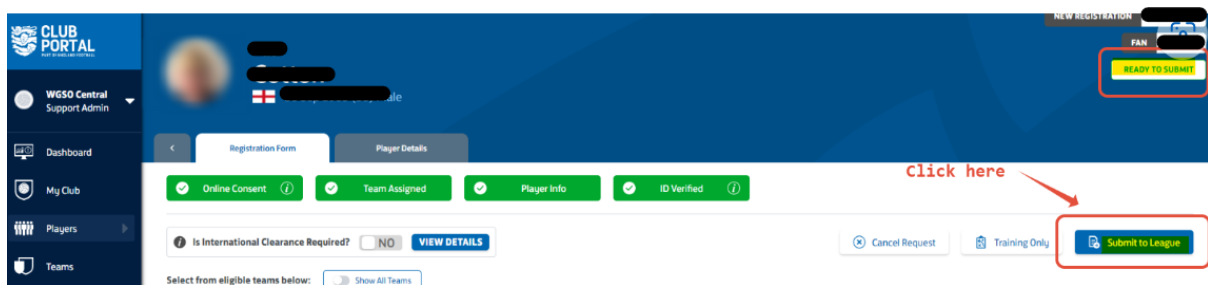 CLUB
PORTAL
PART OF ENGLAND FOOTBALL
NEW REGISTRATION
FAN
READY TO SUBMIT
WGSO Central
Support Admin
Dashboard
Registration Form
Player Details
Click here
Online Consent
Team Assigned
Player Info
ID Verified
My Club
Players
Is International Clearance Required?
NO
VIEW DETAILS
Cancel Request
Training Only
Submit to League
Teams
Select from eligible teams below:
Show All Teams